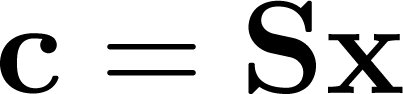 c = Sx